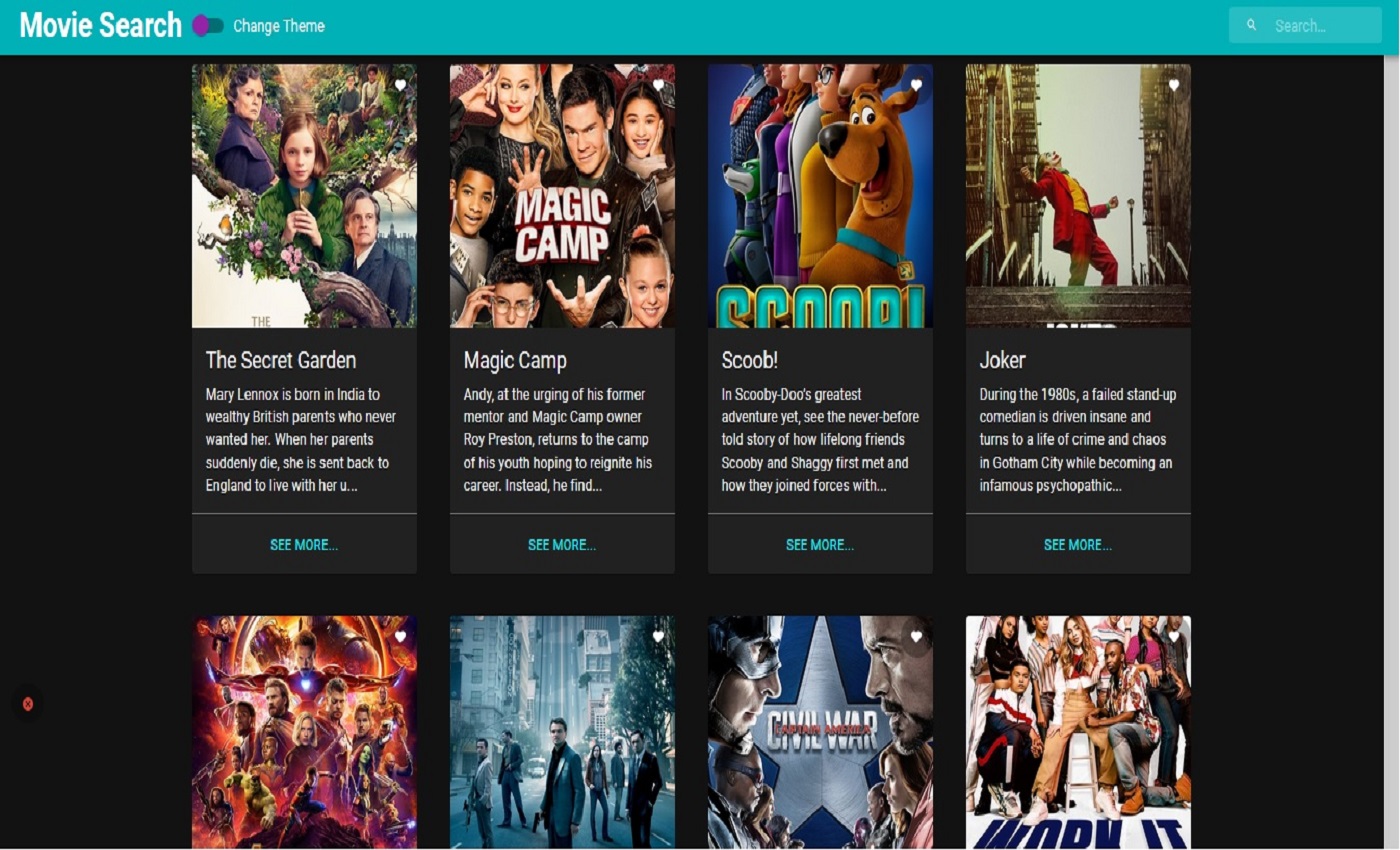 Movie Search
Change Theme
Search...
MAGIC
CAMP
SCOOB!
THE
JOKER
The Secret Garden
Magic Camp
Scoob!
Joker
Mary Lennox is born in India to
wealthy British parents who never
wanted her. When her parents
suddenly die, she is sent back to
England to live with her u...
Andy, at the urging of his former
mentor and Magic Camp owner
Roy Preston, returns to the camp
of his youth hoping to reignite his
career. Instead, he find...
In Scooby-Doo's greatest
adventure yet, see the never-before
told story of how lifelong friends
Scooby and Shaggy first met and
how they joined forces with...
During the 1980s, a failed stand-up
comedian is driven insane and
turns to a life of crime and chaos
in Gotham City while becoming an
infamous psychopathic...
SEE MORE...
SEE MORE...
SEE MORE...
SEE MORE...
CAPTAIN AMERICA
CIVIL WAR
WORK IT